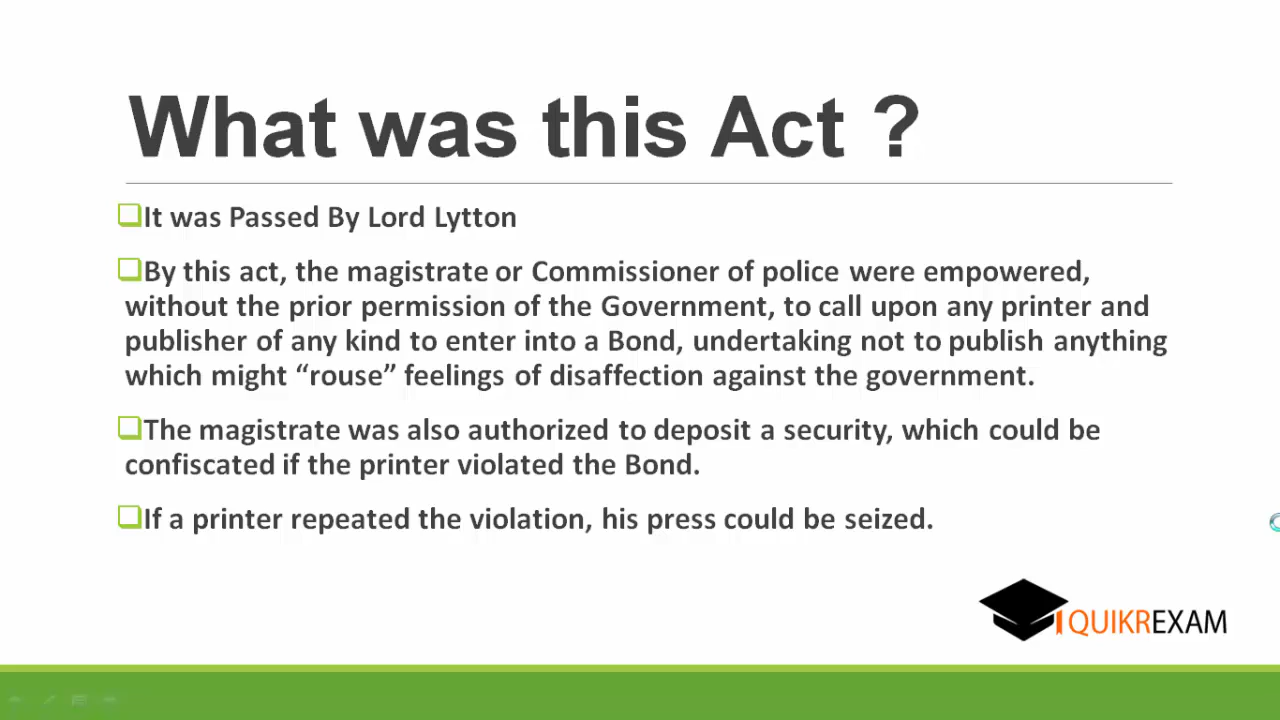 What was this Act ?
It was Passed By Lord Lytton
By this act, the magistrate or Commissioner of police were empowered,
without the prior permission of the Government, to call upon any printer and
publisher of any kind to enter into a Bond, undertaking not to publish anything
which might “rouse” feelings of disaffection against the government.
The magistrate was also authorized to deposit a security, which could be
confiscated if the printer violated the Bond.
If a printer repeated the violation, his press could be seized.
QUIKREXAM